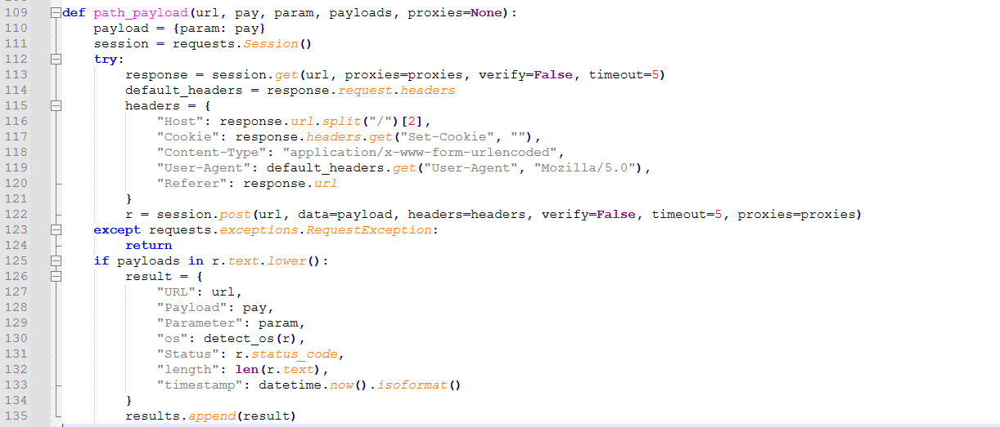 109 def path_payload(url, pay, param, payloads, proxies=None):
110     payload = {param: pay}
111     session = requests.Session()
112     try:
113         response = session.get(url, proxies=proxies, verify=False, timeout=5)
114         default_headers = response.request.headers
115         headers = {
116             "Host": response.url.split("/")[2],
117             "Cookie": response.headers.get("Set-Cookie", ""),
118             "Content-Type": "application/x-www-form-urlencoded",
119             "User-Agent": default_headers.get("User-Agent", "Mozilla/5.0"),
120             "Referer": response.url
121         }
122         r = session.post(url, data=payload, headers=headers, verify=False, timeout=5, proxies=proxies)
123     except requests.exceptions.RequestException:
124         return
125     if payloads in r.text.lower():
126         result = {
127             "URL": url,
128             "Payload": pay,
129             "Parameter": param,
130             "os": detect_os(r),
131             "Status": r.status_code,
132             "length": len(r.text),
133             "timestamp": datetime.now().isoformat()
134         }
135         results.append(result)